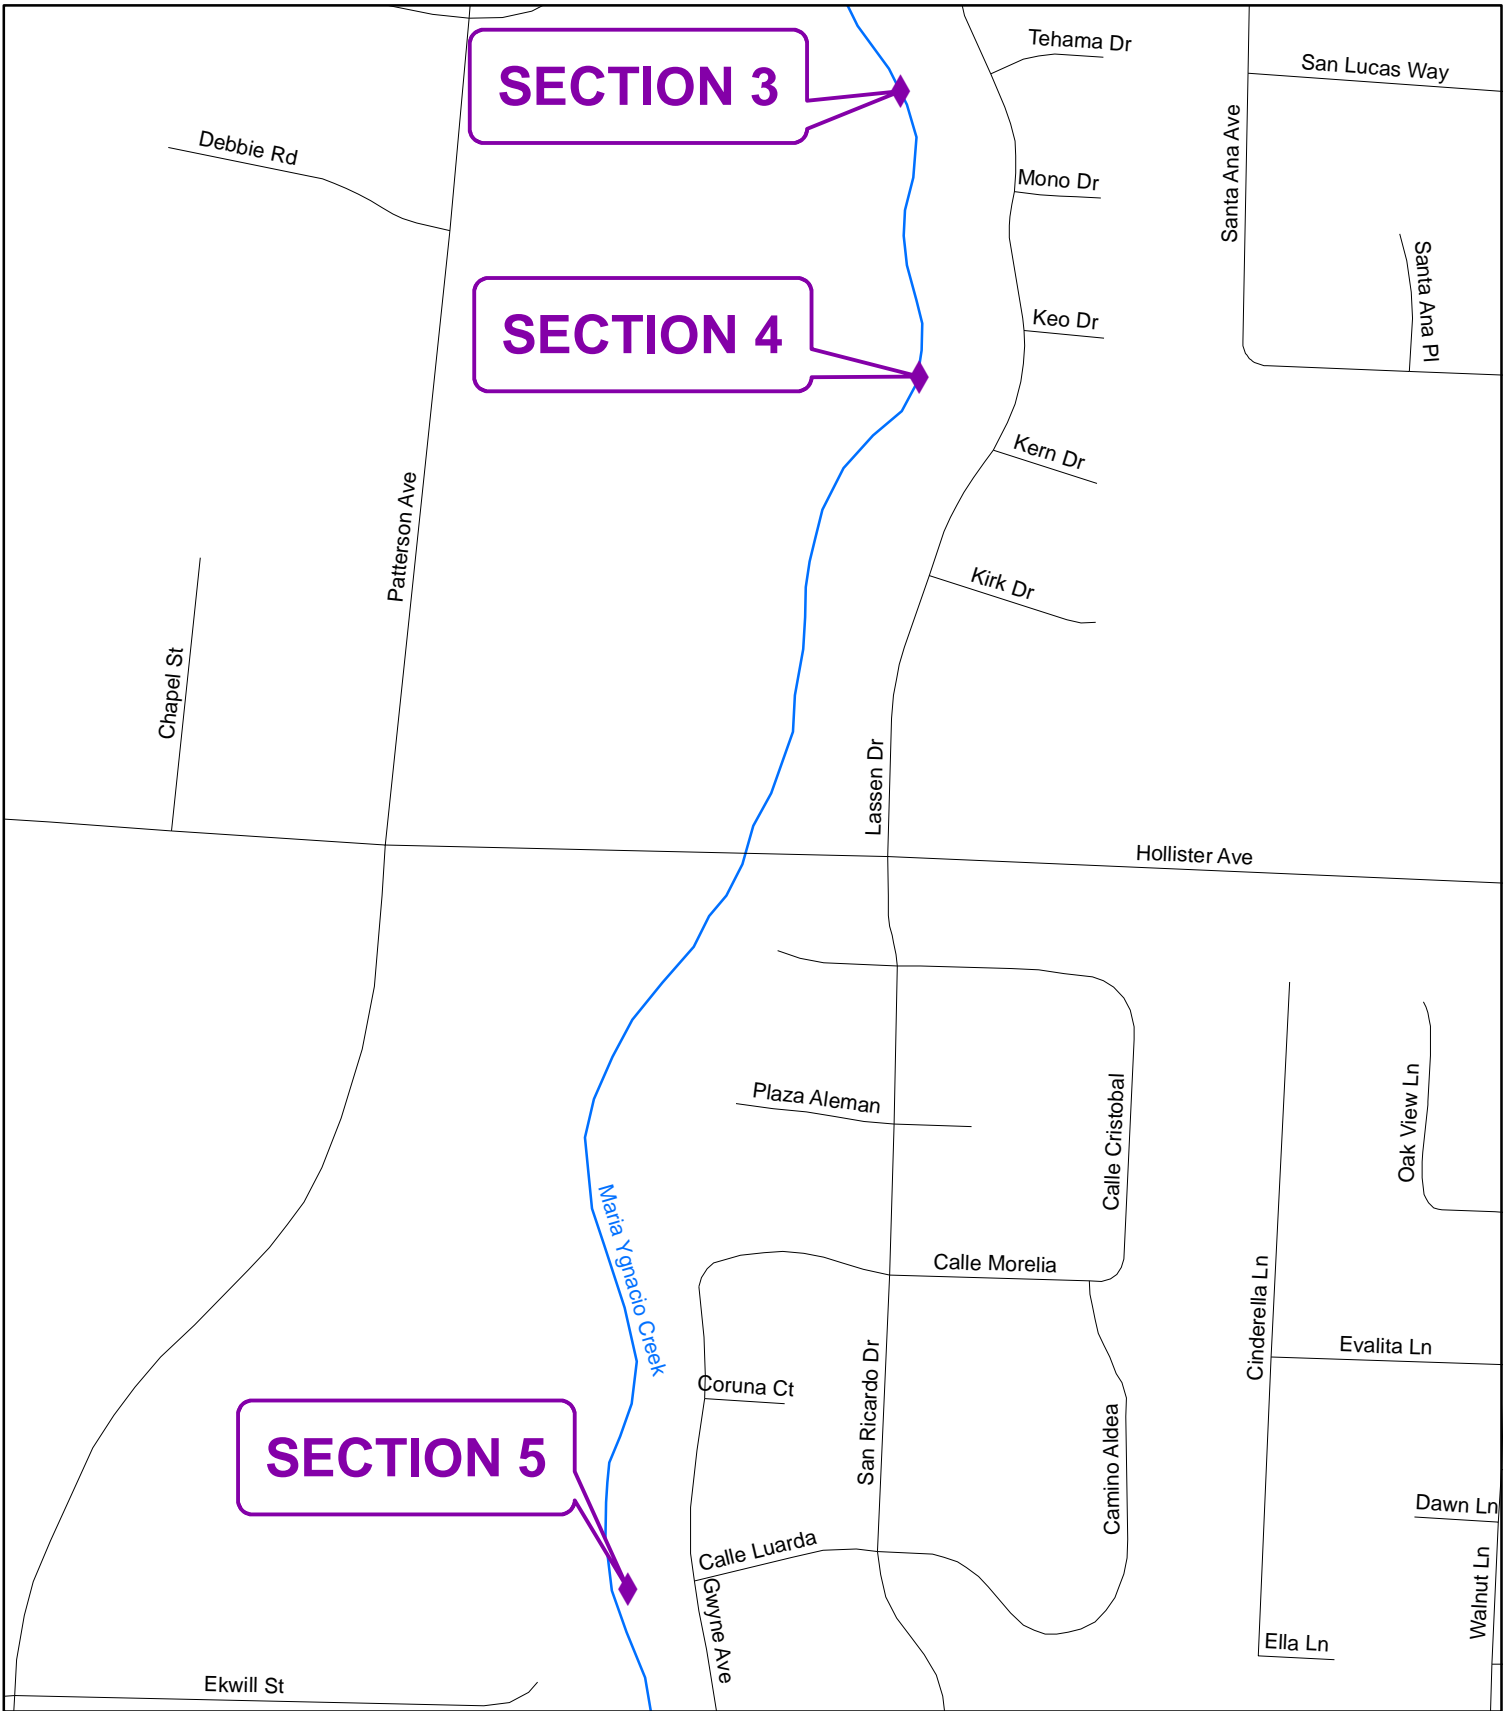 Tehama Dr
San Lucas Way
SECTION 3
Debbie Rd
Santa Ana Ave
Mono Dr
Santa Ana Pl
Keo Dr
SECTION 4
Kern Dr
Patterson Ave
Kirk Dr
Chapel St
Lassen Dr
Hollister Ave
Plaza Aleman
Calle Cristobal
Oak View Ln
Maria Ygnacio Creek
Calle Morelia
Cinderella Ln
Evalita Ln
Coruna Ct
San Ricardo Dr
Camino Aldea
SECTION 5
Dawn Ln
Calle Luarda
Walnut Ln
Gwyne Ave
Ella Ln
Ekwill St